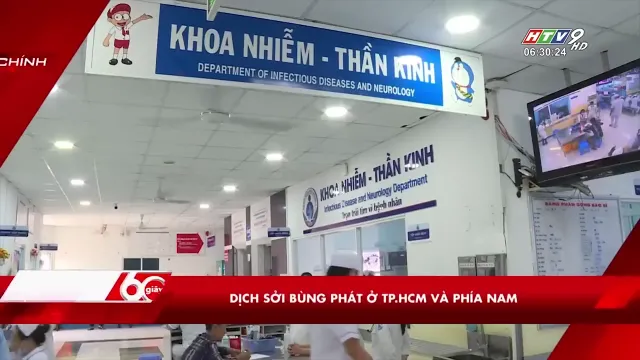 HTV9 HD
06:30:24
CHÍNH
KHOA NHIỄM - THẦN KINH
DEPARTMENT OF INFECTIOUS DISEASES AND NEUROLOGY
KHOA NHIỄM - THẦN KINH
Infectious Disease and Neurology Department
60 giây
DỊCH SỞI BÙNG PHÁT Ở TP.HCM VÀ PHÍA NAM